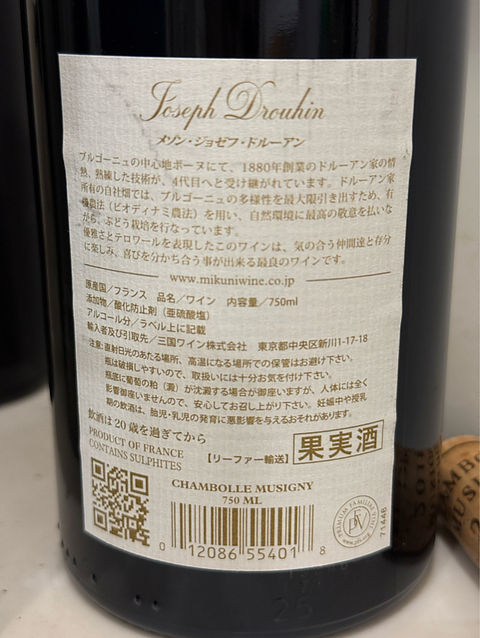 Joseph Drouhin
メゾン・ジョゼフ・ドルーアン
ブルゴーニュの中心地ボーヌにて、1880年創業のドルーアン家の情
熱、熟練した技術が、4代目へと受け継がれています。ドルーアン家
所有の自社畑では、ブルゴーニュの多様性を最大限引き出すため、有
機農法(ビオディナミ農法)を用い、自然環境に最高の敬意を払いな
がら、ぶどう栽培を行なっています。
優雅さとテロワールを表現したこのワインは、気の合う仲間達と存分
に楽しみ、喜びを分かち合う事が出来る最良のワインです。
www.mikuniwine.co.jp
原産国/フランス 品名/ワイン 内容量/750ml
添加物/酸化防止剤(亜硫酸塩)
アルコール分/ラベル上に記載
輸入者及び引取先/三国ワイン株式会社 東京都中央区新川1-17-18
注意:直射日光のあたる場所、高温になる場所での保管はお避け下さい。
瓶は破損しやすいので、取扱いには十分お気を付け下さい。
瓶底に葡萄の粕(澱)が沈澱する場合が御座いますが、人体には全く
影響御座いませんので、安心してお召し上がり下さい。妊娠中や授乳
期の飲酒は、胎児・乳児の発育に悪影響を与えるおそれがあります。
飲酒は20歳を過ぎてから
PRODUCT OF FRANCE
CONTAINS SULPHITES
【リーファー輸送】
果実酒
CHAMBOLLE MUSIGNY
750 ML
0 12086 55401 8
PRIMUM FAMILIAE VINI
PFV
71448
25